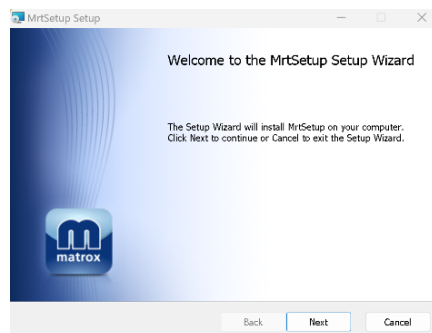 MrtSetup Setup
Welcome to the MrtSetup Setup Wizard
The Setup Wizard will install MrtSetup on your computer.
Click Next to continue or Cancel to exit the Setup Wizard.
matrox
Back
Next
Cancel